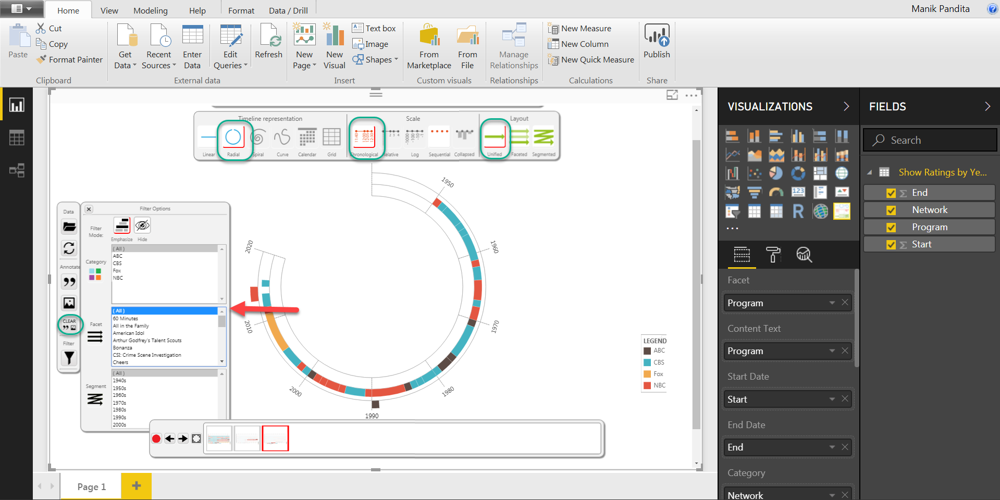 Home
View
Modeling
Help
Format
Data / Drill
Manik Pandita
Paste
Cut
Copy
Format Painter
Clipboard
Get Data
Recent Sources
Enter Data
Edit Queries
External data
Refresh
New Page
New Visual
Text box
Image
Shapes
Insert
From Marketplace
From File
Custom visuals
Manage Relationships
Relationships
New Measure
New Column
New Quick Measure
Calculations
Publish
Share
Timeline representation
Linear
Radial
Spiral
Curve
Calendar
Grid
Scale
Chronological
Relative
Log
Sequential
Collapsed
Layout
Unified
Faceted
Segmented
Data
Annotate
CLEAR
Filter
Filter Options
Filter Mode:
Emphasize
Hide
Category
( All )
ABC
CBS
Fox
NBC
Facet
( All )
60 Minutes
All in the Family
American Idol
Arthur Godfrey's Talent Scouts
Bonanza
CSI: Crime Scene Investigation
Cheers
Segment
( All )
1940s
1950s
1960s
1970s
1980s
1990s
2000s
1950
1960
1970
1980
1990
2000
2010
2020
LEGEND
ABC
CBS
Fox
NBC
Page 1
VISUALIZATIONS
123
R
Facet
Program
Content Text
Program
Start Date
Start
End Date
End
Category
Network
FIELDS
Search
Show Ratings by Ye...
End
Network
Program
Start